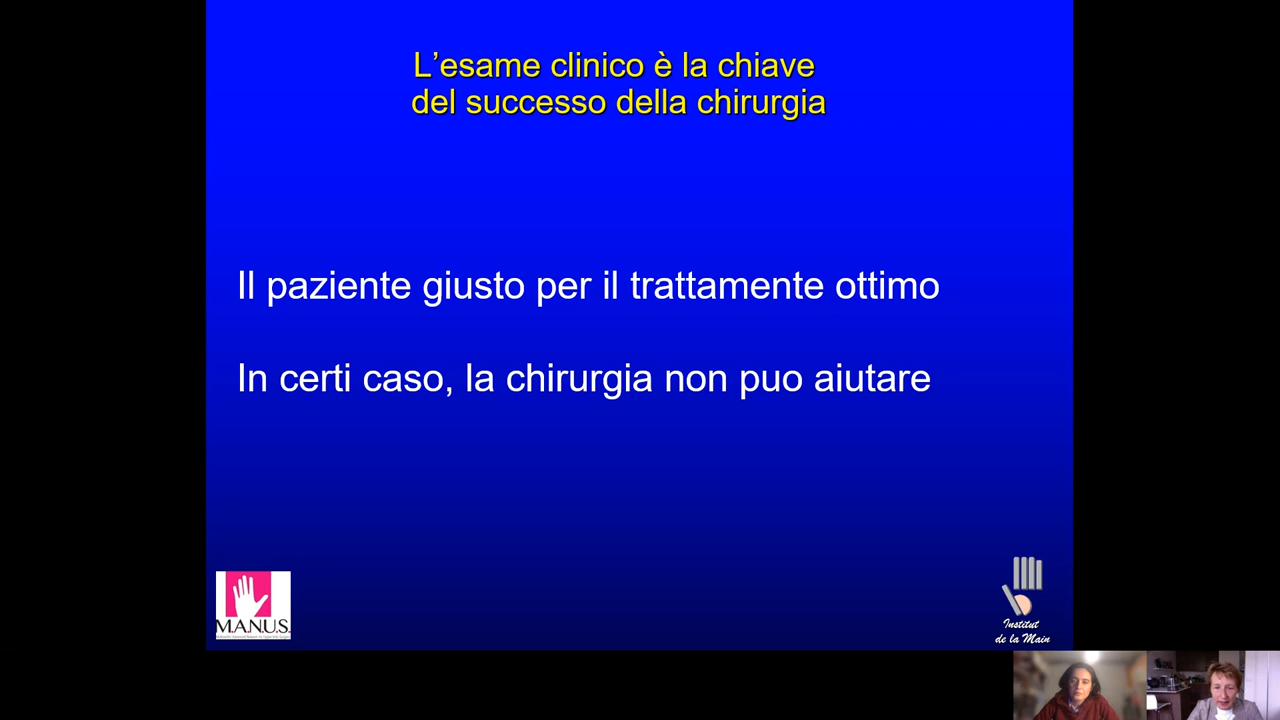 L’esame clinico è la chiave
del successo della chirurgia
Il paziente giusto per il trattamente ottimo
In certi caso, la chirurgia non puo aiutare
M.A.N.U.S.
Institut
de la Main